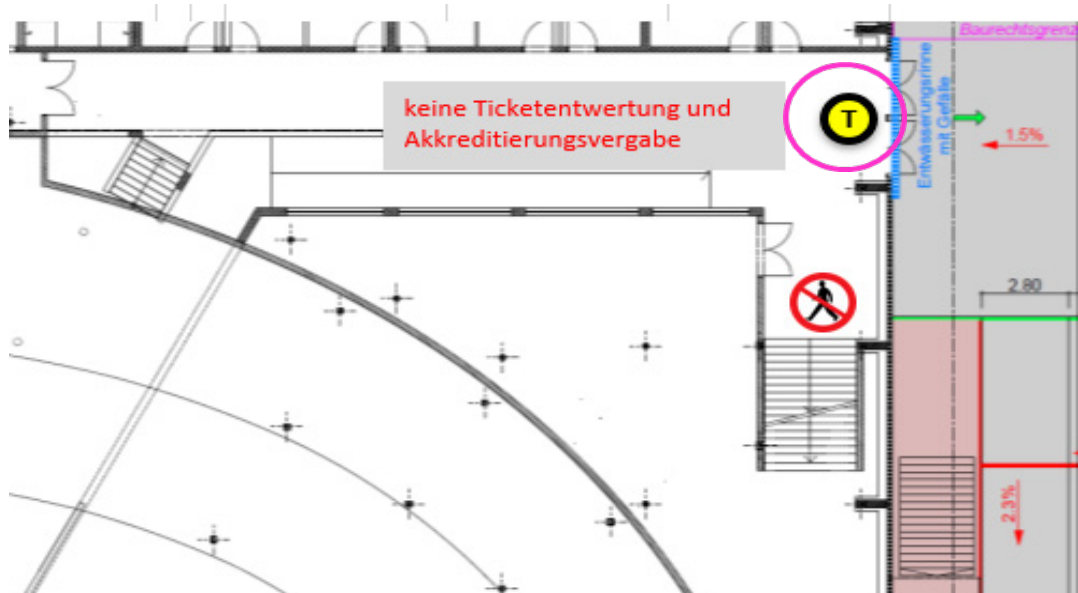 Baurechtsgrenz
keine Ticketentwertung und
Akkreditierungsvergabe
T
Entwässerungsrinne
mit Gefälle
1.5%
2.80
2.3%